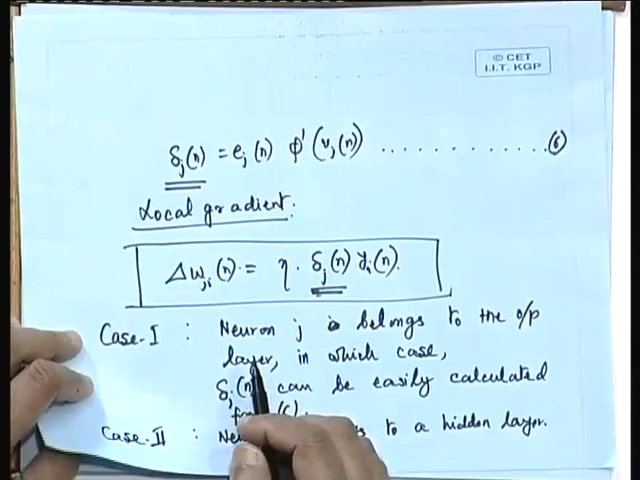 © CET
I.I.T. KGP
δj(n) = ej(n) φ'(vj(n)) ............. (6)
Local gradient.
Δwji(n) = η · δj(n) yi(n).
Case-I : Neuron j belongs to the o/p
layer, in which case,
δj(n) can be easily calculated
Case-II : to a hidden layer.